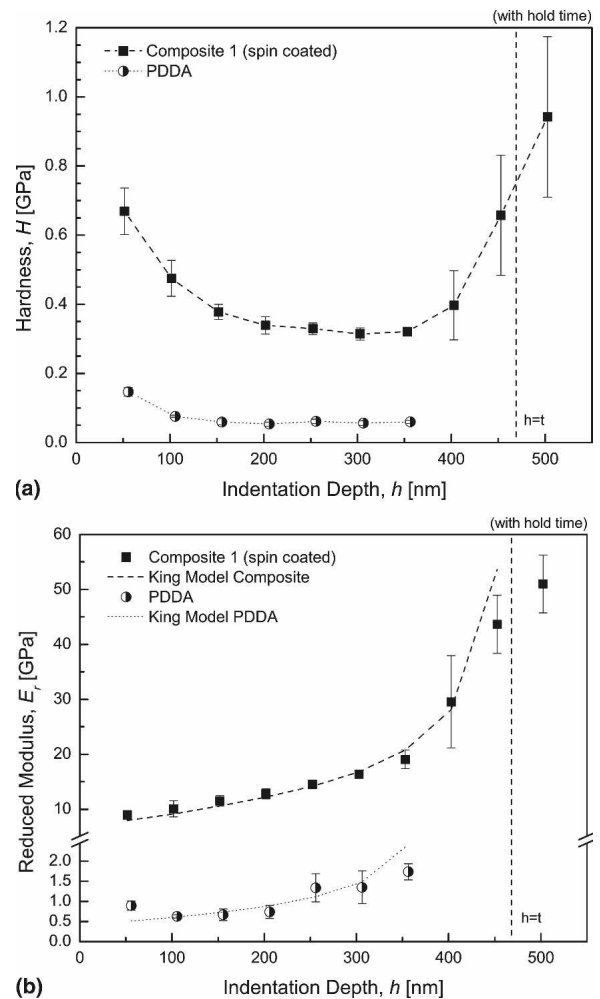 (with hold time)
1.2
1.0
0.8
0.6
0.4
0.2
0.0
Hardness, H [GPa]
Composite 1 (spin coated)
PDDA
h=t
0 100 200 300 400 500
(a) Indentation Depth, h [nm]
(with hold time)
60
50
40
30
20
10
2.0
1.5
1.0
0.5
0.0
Reduced Modulus, Er [GPa]
Composite 1 (spin coated)
King Model Composite
PDDA
King Model PDDA
h=t
0 100 200 300 400 500
(b) Indentation Depth, h [nm]